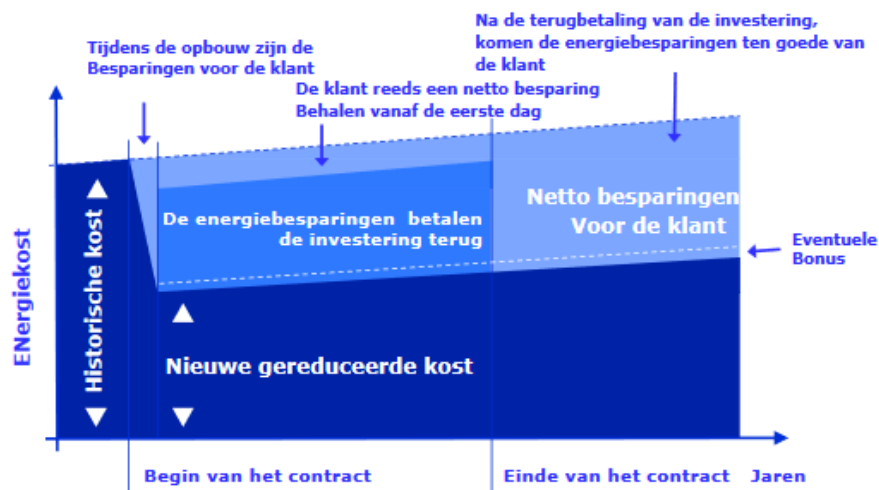 Tijdens de opbouw zijn de
Besparingen voor de klant
De klant reeds een netto besparing
Behalen vanaf de eerste dag
Na de terugbetaling van de investering,
komen de energiebesparingen ten goede van
de klant
ENergiekost
Historische kost
De energiebesparingen betalen
de investering terug
Netto besparingen
Voor de klant
Eventuele
Bonus
Nieuwe gereduceerde kost
Begin van het contract
Einde van het contract
Jaren